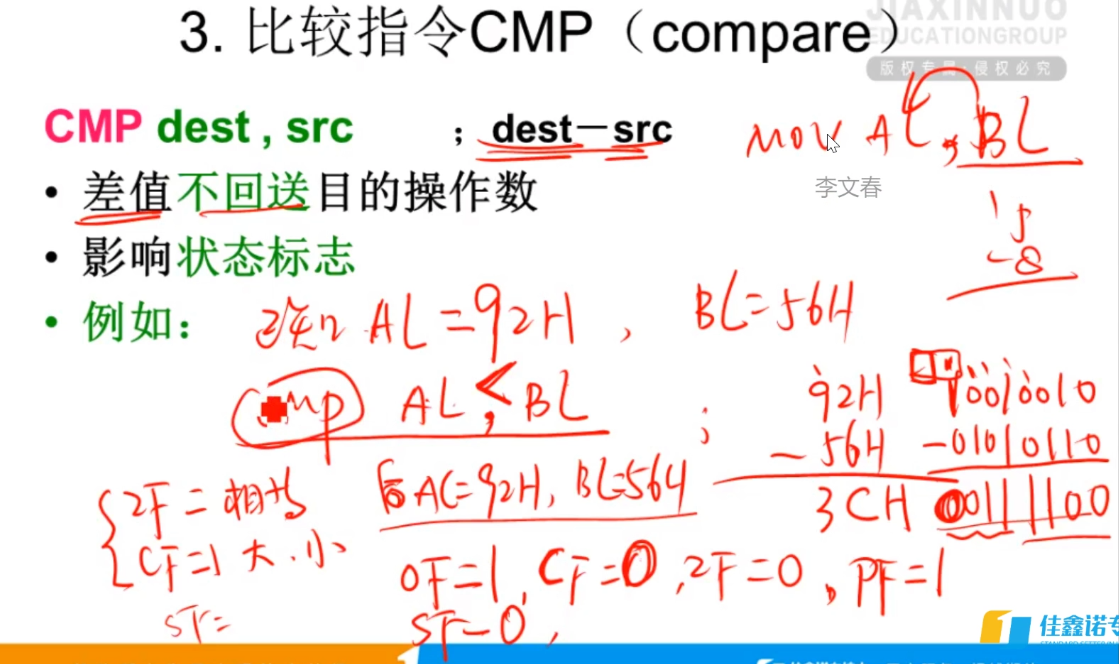 JIAXINNUO
EDUCATIONGROUP
版权专属 侵权必究
3. 比较指令CMP（compare）
CMP dest , src ；dest－src
MOV AL , BL
李文春
• 差值不回送目的操作数
15
-8
• 影响状态标志
• 例如： 已知 AL=92H , BL=56H
CMP AL , < BL ;
92H 10010010
- 56H -01010110
3CH 00111100
后 AL=92H, BL=56H
ZF = 相等
CF=1 大小
SF=
OF=1, CF=0, ZF=0, PF=1
SF=0,
佳鑫诺专